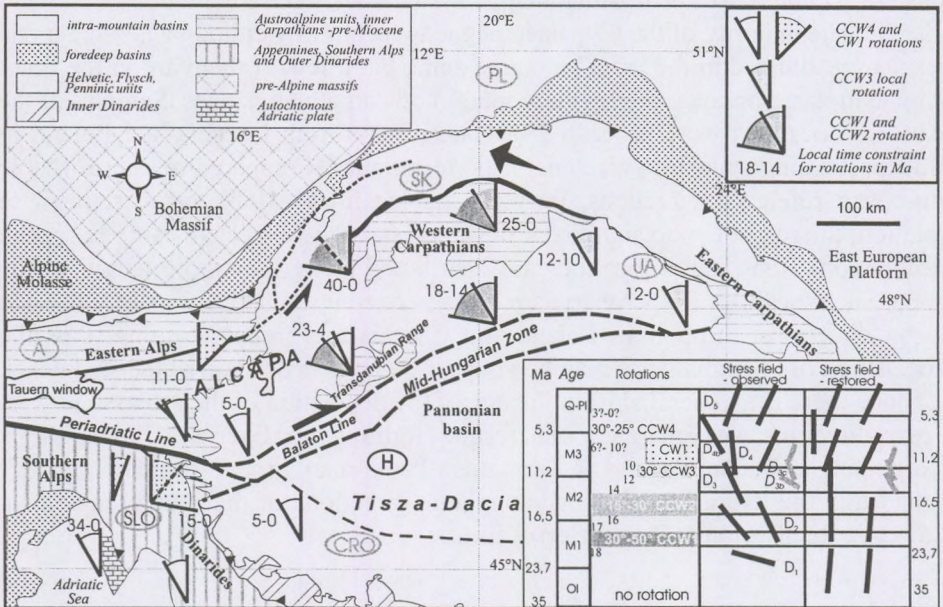 intra-mountain basins
foredeep basins
Helvetic, Flysch,
Penninic units
Inner Dinarides
Austroalpine units, inner
Carpathians -pre-Miocene
Appennines, Southern Alps
and Outer Dinarides
pre-Alpine massifs
Autochtonous
Adriatic plate
20°E
12°E
51°N
PL
CCW4 and
CW1 rotations
CCW3 local
rotation
CCW1 and
CCW2 rotations
18-14
Local time constraint
for rotations in Ma
16°E
N
W E
S
Bohemian
Massif
SK
24°E
100 km
Western
Carpathians
25-0
East European
Platform
Alpine
Molasse
40-0
12-10
UA
Eastern Carpathians
48°N
18-14
12-0
A
Eastern Alps
23-4
Transdanubian Range
Mid-Hungarian Zone
11-0
ALCAPA
Tauern window
5-0
Balaton Line
Pannonian
basin
Periadriatic Line
H
Southern
Alps
Tisza-Dacia
SLO
15-0
5-0
34-0
CRO
Dinarides
Adriatic
Sea
45°N
Ma Age Rotations Stress field
- observed Stress field
- restored
Q-Pl 3?-0? D5
5,3 30°-25° CCW4 5,3
M3 6?- 10? CW1 D4
11,2 10 30° CCW3 11,2
12 D3 D3b
M2 14
16,5 16 D2 16,5
17
M1 30°-50° CCW1
18
23,7 D1 23,7
Ol
35 no rotation 35